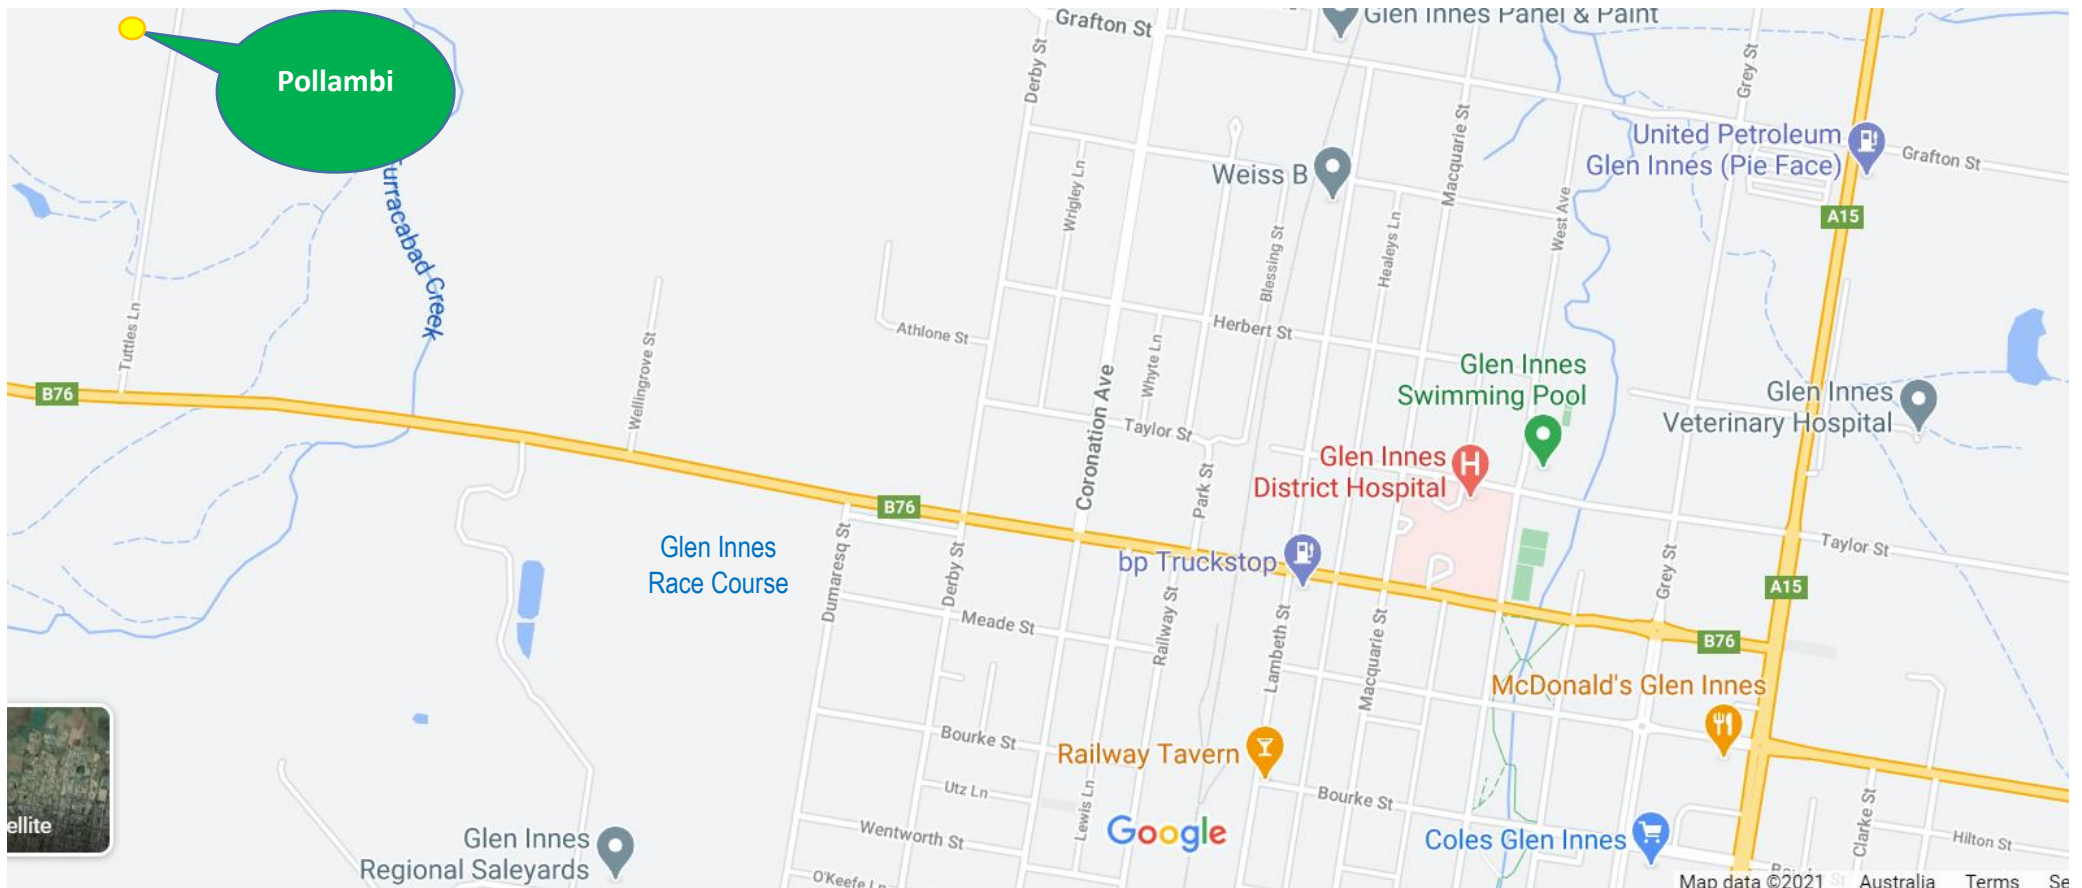 Pollambi
Grafton St
Glen Innes Panel & Paint
Derby St
Macquarie St
Grey St
United Petroleum
Glen Innes (Pie Face)
Grafton St
Weiss B
Wrigley Ln
Healeys Ln
West Ave
A15
Blessing St
urracabad Creek
Tuttles Ln
Wellingrove St
Athlone St
Herbert St
Whyte Ln
Glen Innes
Swimming Pool
Glen Innes
Veterinary Hospital
B76
Coronation Ave
Taylor St
Glen Innes
District Hospital
Park St
B76
Glen Innes
Race Course
Dumaresq St
Derby St
bp Truckstop
Taylor St
Grey St
A15
Meade St
Railway St
Lambeth St
Macquarie St
B76
McDonald's Glen Innes
Bourke St
Railway Tavern
Utz Ln
Lewis Ln
Bourke St
Google
Wentworth St
Coles Glen Innes
Clarke St
Hilton St
ellite
Glen Innes
Regional Saleyards
O'Keefe Ln
Map data ©2021 Australia Terms Se